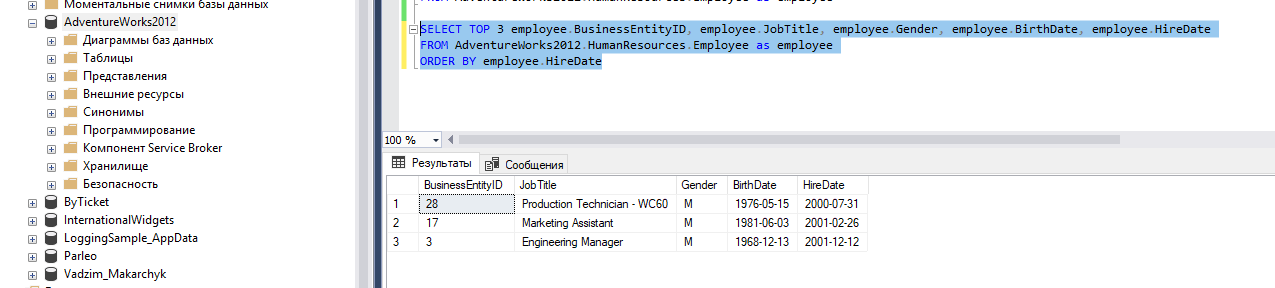 Моментальные снимки базы данных
AdventureWorks2012
Диаграммы баз данных
Таблицы
Представления
Внешние ресурсы
Синонимы
Программирование
Компонент Service Broker
Хранилище
Безопасность
ByTicket
InternationalWidgets
LoggingSample_AppData
Parleo
Vadzim_Makarchyk
SELECT TOP 3 employee.BusinessEntityID, employee.JobTitle, employee.Gender, employee.BirthDate, employee.HireDate
FROM AdventureWorks2012.HumanResources.Employee as employee
ORDER BY employee.HireDate
100 %
Результаты Сообщения
BusinessEntityID JobTitle Gender BirthDate HireDate
1 28 Production Technician - WC60 M 1976-05-15 2000-07-31
2 17 Marketing Assistant M 1981-06-03 2001-02-26
3 3 Engineering Manager M 1968-12-13 2001-12-12